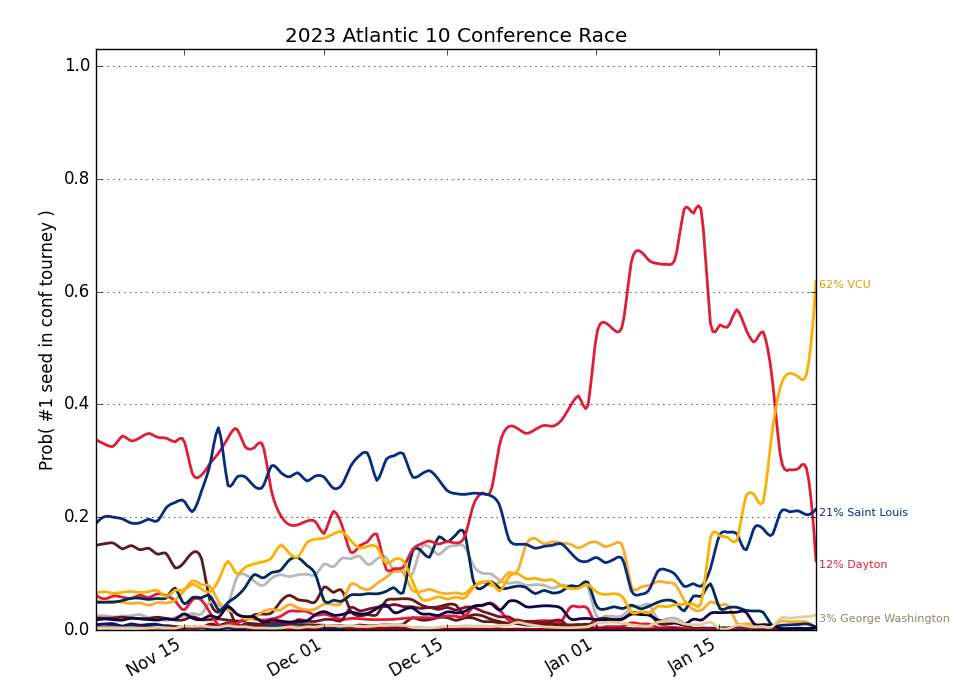 2023 Atlantic 10 Conference Race
Prob( #1 seed in conf tourney )
1.0
0.8
0.6
0.4
0.2
0.0
62% VCU
21% Saint Louis
12% Dayton
3% George Washington
Nov 15
Dec 01
Dec 15
Jan 01
Jan 15